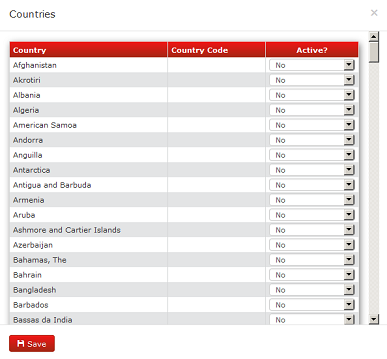 Countries ×
Country Country Code Active?
Afghanistan No
Akrotiri No
Albania No
Algeria No
American Samoa No
Andorra No
Anguilla No
Antarctica No
Antigua and Barbuda No
Armenia No
Aruba No
Ashmore and Cartier Islands No
Azerbaijan No
Bahamas, The No
Bahrain No
Bangladesh No
Barbados No
Bassas da India No
Save